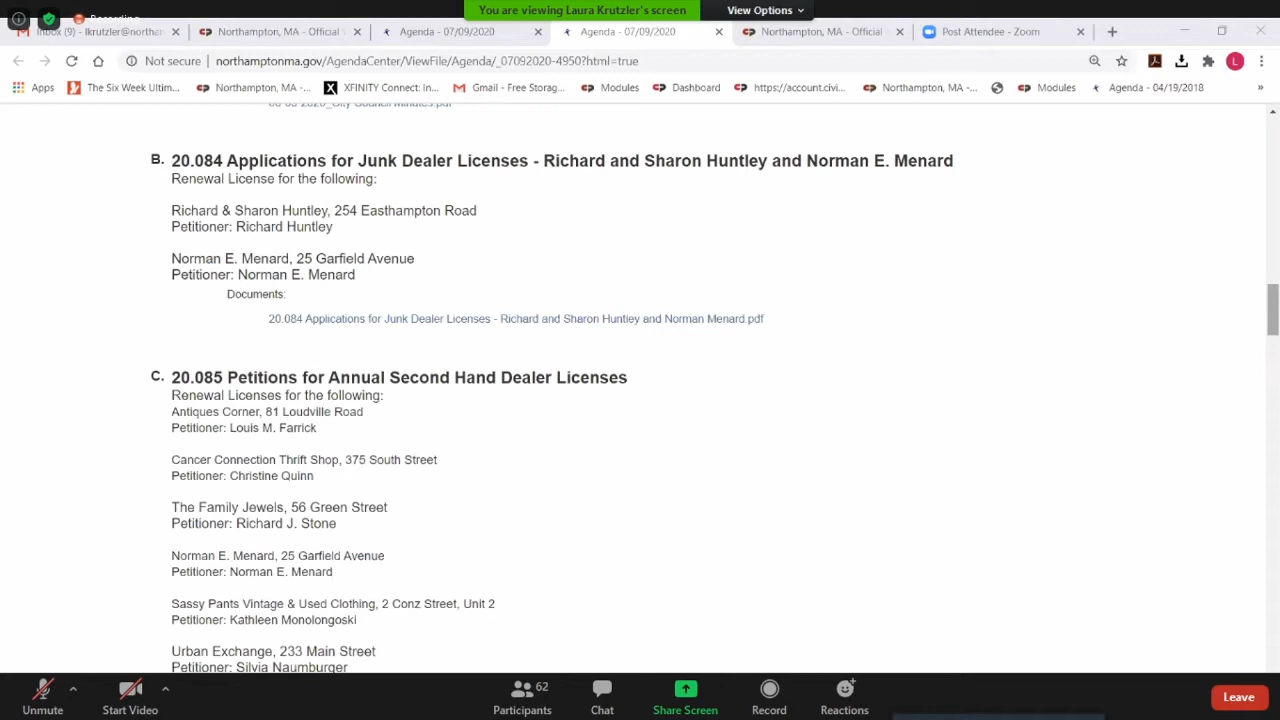 You are viewing Laura Krutzler's screen View Options
Recording
Inbox (9) - lkrutzler@northan
Northampton, MA - Official
Agenda - 07/09/2020
Agenda - 07/09/2020
Northampton, MA - Official
Post Attendee - Zoom
Not secure northamptonma.gov/AgendaCenter/ViewFile/Agenda/_07092020-4950?html=true
L
Apps The Six Week Ultim... Northampton, MA -... XFINITY Connect: In... Gmail - Free Storag... Modules Dashboard https://account.civi... Northampton, MA -... Modules Agenda - 04/19/2018 »
B. 20.084 Applications for Junk Dealer Licenses - Richard and Sharon Huntley and Norman E. Menard
Renewal License for the following:
Richard & Sharon Huntley, 254 Easthampton Road
Petitioner: Richard Huntley
Norman E. Menard, 25 Garfield Avenue
Petitioner: Norman E. Menard
Documents:
20.084 Applications for Junk Dealer Licenses - Richard and Sharon Huntley and Norman Menard.pdf
C. 20.085 Petitions for Annual Second Hand Dealer Licenses
Renewal Licenses for the following:
Antiques Corner, 81 Loudville Road
Petitioner: Louis M. Farrick
Cancer Connection Thrift Shop, 375 South Street
Petitioner: Christine Quinn
The Family Jewels, 56 Green Street
Petitioner: Richard J. Stone
Norman E. Menard, 25 Garfield Avenue
Petitioner: Norman E. Menard
Sassy Pants Vintage & Used Clothing, 2 Conz Street, Unit 2
Petitioner: Kathleen Monolongoski
Urban Exchange, 233 Main Street
Petitioner: Silvia Naumburger
62
Unmute Start Video Participants Chat Share Screen Record Reactions Leave